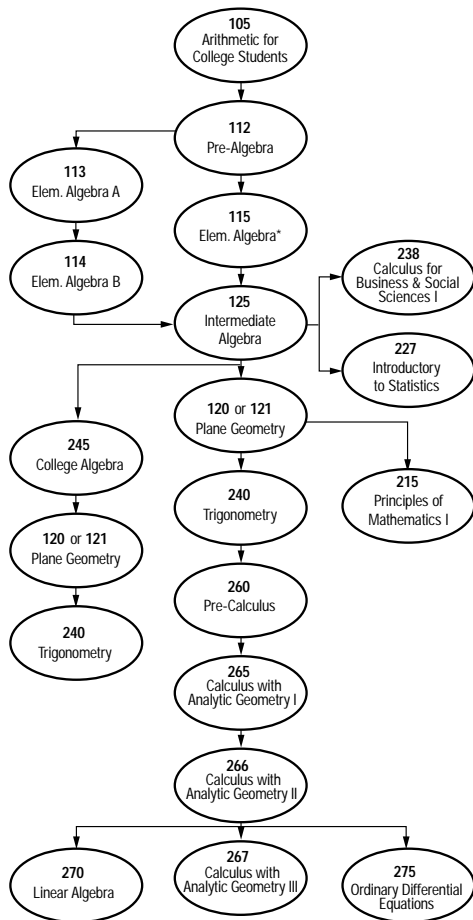 105
Arithmetic for
College Students
112
Pre-Algebra
113
Elem. Algebra A
115
Elem. Algebra*
114
Elem. Algebra B
238
Calculus for
Business & Social
Sciences I
125
Intermediate
Algebra
227
Introductory
to Statistics
120 or 121
Plane Geometry
245
College Algebra
240
Trigonometry
215
Principles of
Mathematics I
120 or 121
Plane Geometry
260
Pre-Calculus
240
Trigonometry
265
Calculus with
Analytic Geometry I
266
Calculus with
Analytic Geometry II
270
Linear Algebra
267
Calculus with
Analytic Geometry III
275
Ordinary Differential
Equations